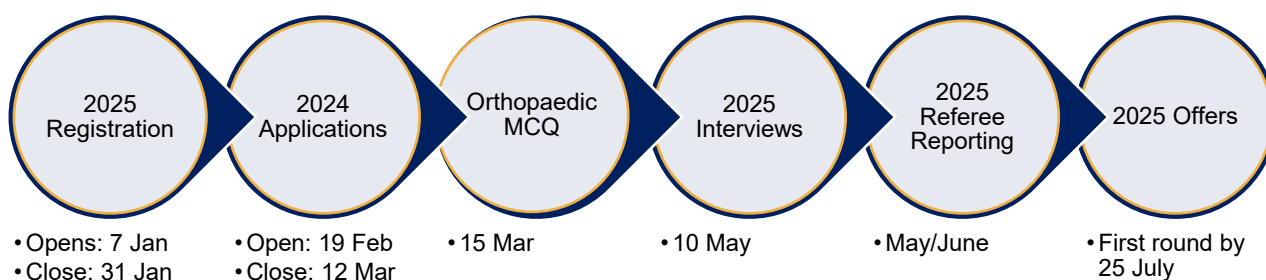 2025
Registration
2024
Applications
Orthopaedic
MCQ
2025
Interviews
2025
Referee
Reporting
2025 Offers
• Opens: 7 Jan
• Close: 31 Jan
• Open: 19 Feb
• Close: 12 Mar
• 15 Mar
• 10 May
• May/June
• First round by
25 July